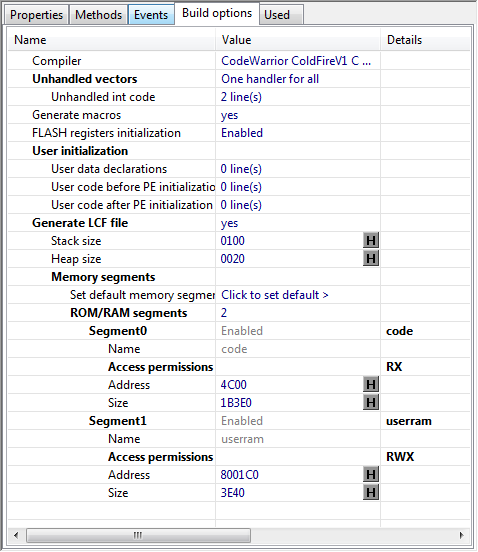 Properties Methods Events Build options Used
Name Value Details
Compiler CodeWarrior ColdFireV1 C ...
Unhandled vectors One handler for all
Unhandled int code 2 line(s)
Generate macros yes
FLASH registers initialization Enabled
User initialization
User data declarations 0 line(s)
User code before PE initializatio 0 line(s)
User code after PE initialization 0 line(s)
Generate LCF file yes
Stack size 0100 H
Heap size 0020 H
Memory segments
Set default memory segmer Click to set default >
ROM/RAM segments 2
Segment0 Enabled code
Name code
Access permissions RX
Address 4C00 H
Size 1B3E0 H
Segment1 Enabled userram
Name userram
Access permissions RWX
Address 8001C0 H
Size 3E40 H